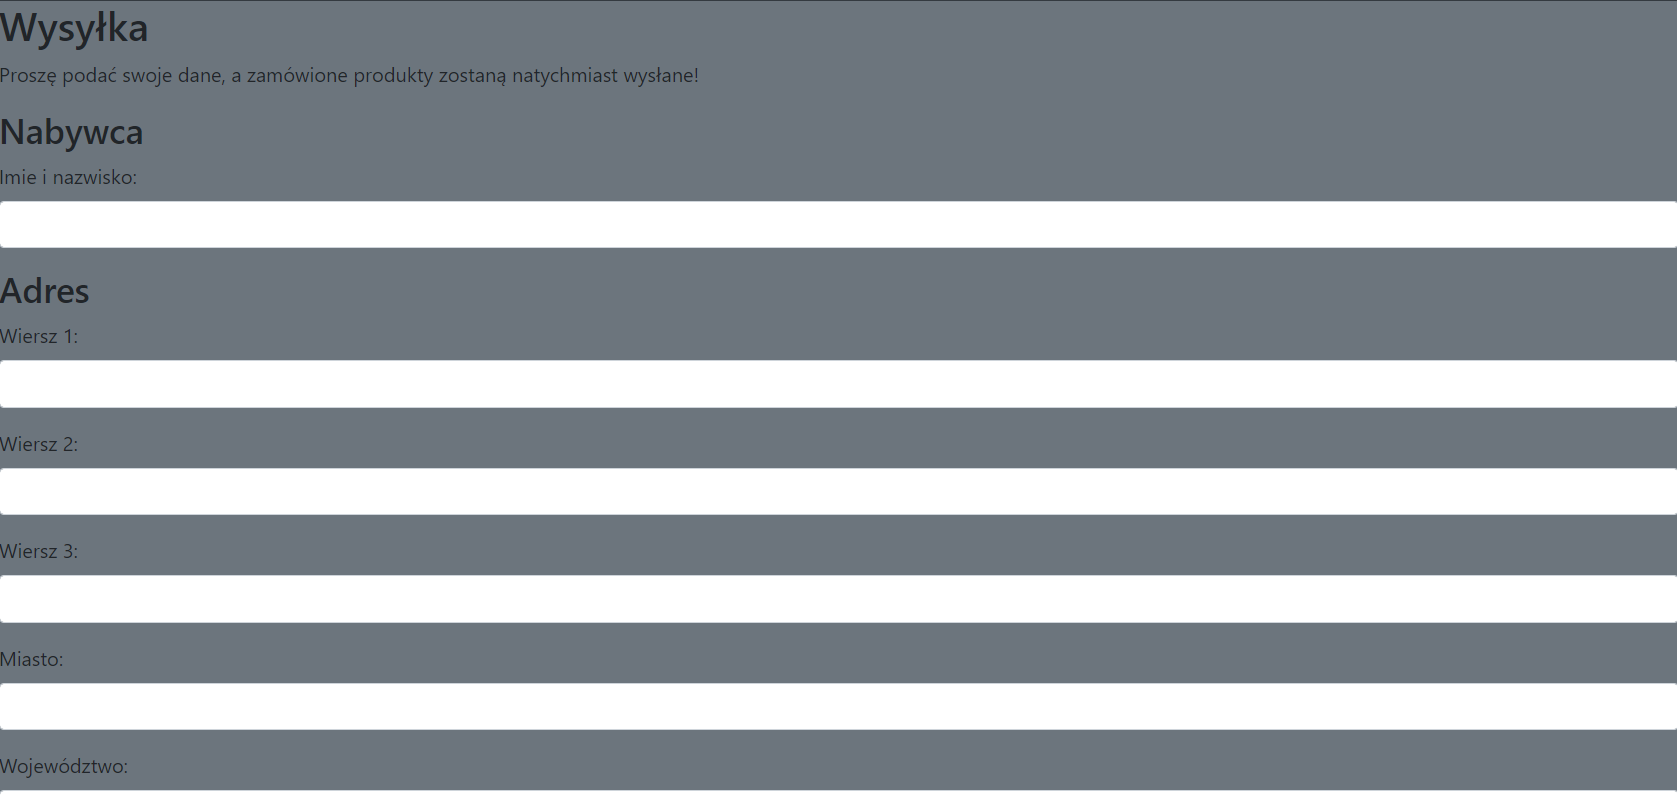 Wysyłka
Proszę podać swoje dane, a zamówione produkty zostaną natychmiast wysłane!
Nabywca
Imie i nazwisko:
Adres
Wiersz 1:
Wiersz 2:
Wiersz 3:
Miasto:
Województwo: